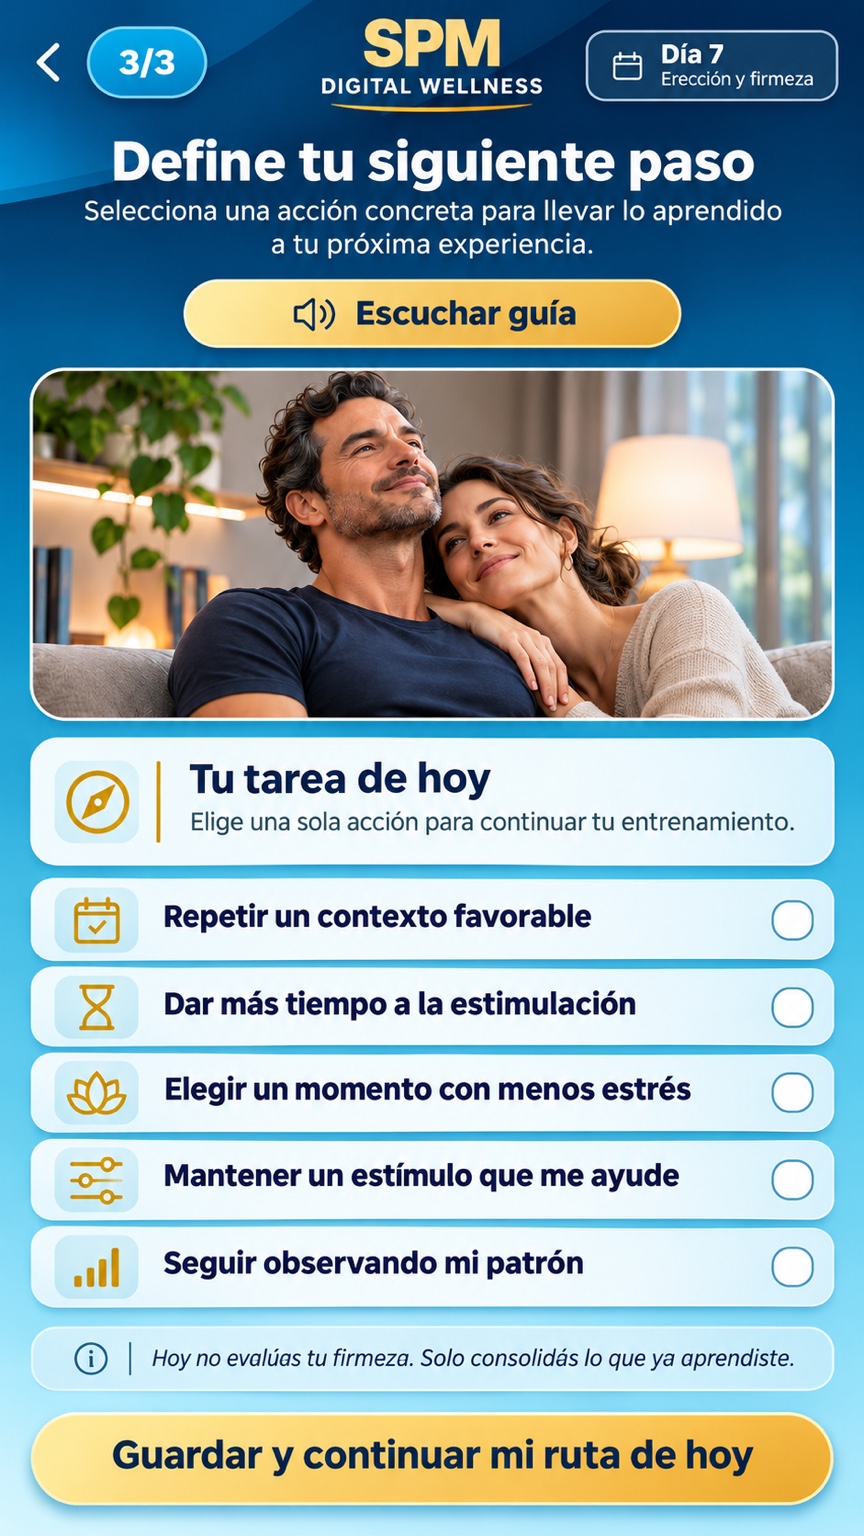 3/3
SPM
DIGITAL WELLNESS
Día 7
Erección y firmeza
Define tu siguiente paso
Selecciona una acción concreta para llevar lo aprendido
a tu próxima experiencia.
Escuchar guía
Tu tarea de hoy
Elige una sola acción para continuar tu entrenamiento.
Repetir un contexto favorable
Dar más tiempo a la estimulación
Elegir un momento con menos estrés
Mantener un estímulo que me ayude
Seguir observando mi patrón
Hoy no evalúas tu firmeza. Solo consolidás lo que ya aprendiste.
Guardar y continuar mi ruta de hoy